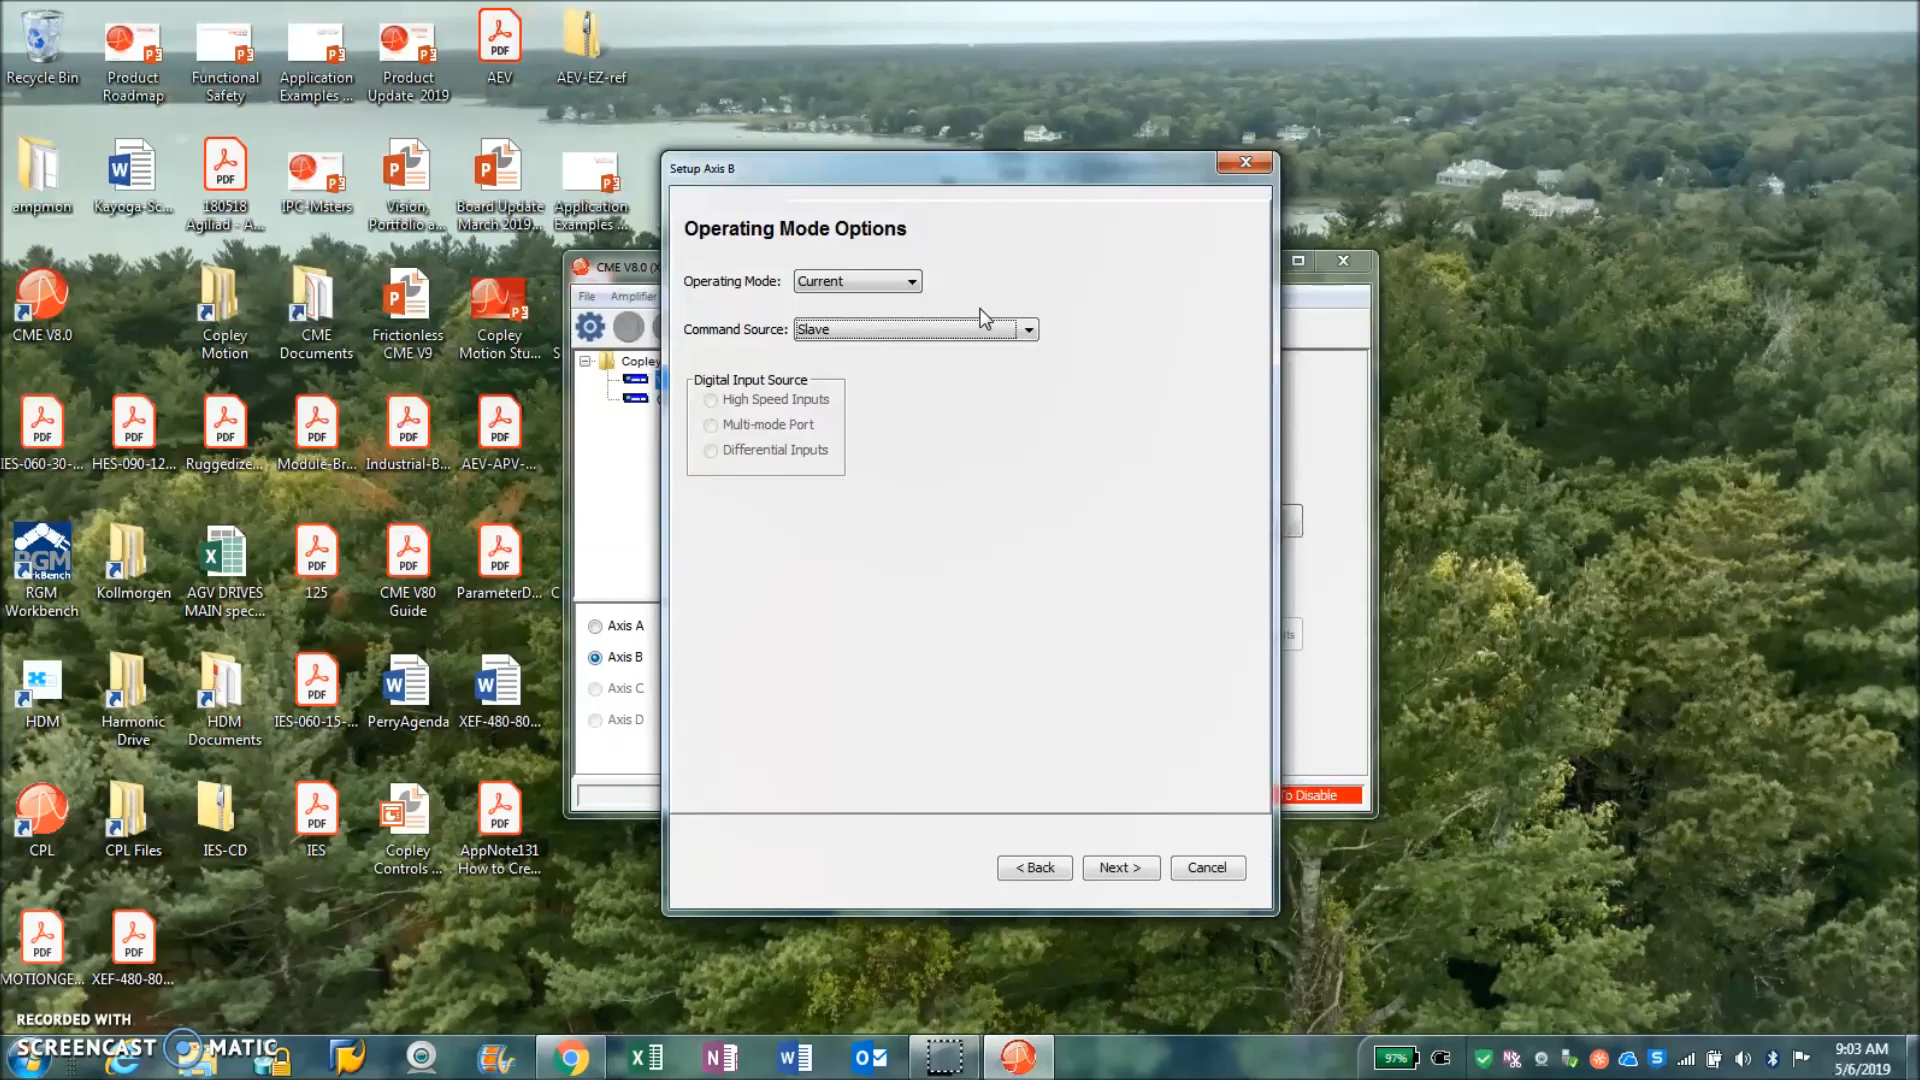 Recycle Bin
Product Roadmap
Functional Safety
Application Examples ...
Product Update_2019
AEV
AEV-EZ-ref
ampmon
Kayoga-Sc...
180518 Agiliad - A...
IPC-Msters
Vision, Portfolio a...
Board Update March 2019...
Application Examples ...
CME V8.0
Copley Motion
CME Documents
Frictionless CME V9
Copley Motion Stu...
S
IES-060-30-...
HES-090-12...
Ruggedize...
Module-Br...
Industrial-B...
AEV-APV-...
RGM Workbench
Kollmorgen
AGV DRIVES MAIN spec...
125
CME V80 Guide
ParameterD...
C
HDM
Harmonic Drive
HDM Documents
IES-060-15-...
PerryAgenda
XEF-480-80...
CPL
CPL Files
IES-CD
IES
Copley Controls ...
AppNote131 How to Cre...
MOTIONGE...
XEF-480-80...
CME V8.0 (X
File Amplifier
Copley
Axis A
Axis B
Axis C
Axis D
To Disable
Setup Axis B
Operating Mode Options
Operating Mode: Current
Command Source: Slave
Digital Input Source
High Speed Inputs
Multi-mode Port
Differential Inputs
< Back
Next >
Cancel
RECORDED WITH
SCREENCAST MATIC
97%
9:03 AM
5/6/2019